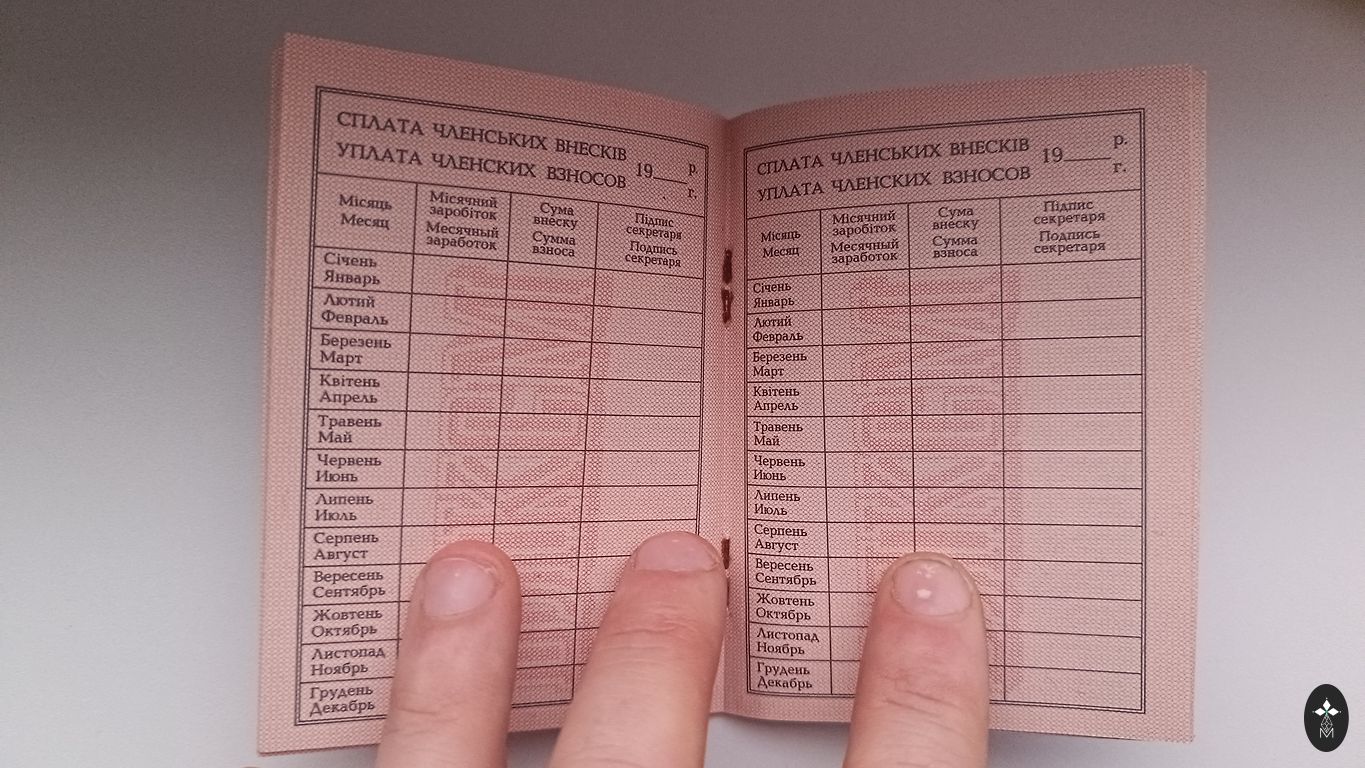 СПЛАТА ЧЛЕНСЬКИХ ВНЕСКІВ
УПЛАТА ЧЛЕНСКИХ ВЗНОСОВ
19___ р.
г.
Місяць
Месяц
Місячний
заробіток
Месячный
заработок
Сума
внеску
Сумма
взноса
Підпис
секретаря
Подпись
секретаря
Січень
Январь
Лютий
Февраль
Березень
Март
Квітень
Апрель
Травень
Май
Червень
Июнь
Липень
Июль
Серпень
Август
Вересень
Сентябрь
Жовтень
Октябрь
Листопад
Ноябрь
Грудень
Декабрь
СПЛАТА ЧЛЕНСЬКИХ ВНЕСКІВ
УПЛАТА ЧЛЕНСКИХ ВЗНОСОВ
19___ р.
г.
Місяць
Месяц
Місячний
заробіток
Месячный
заработок
Сума
внеску
Сумма
взноса
Підпис
секретаря
Подпись
секретаря
Січень
Январь
Лютий
Февраль
Березень
Март
Квітень
Апрель
Травень
Май
Червень
Июнь
Липень
Июль
Серпень
Август
Вересень
Сентябрь
Жовтень
Октябрь
Листопад
Ноябрь
Грудень
Декабрь